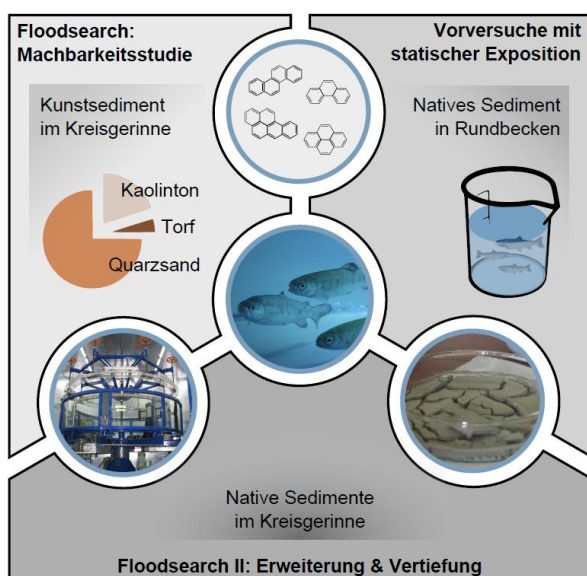 Floodsearch:
Machbarkeitsstudie
Kunstsediment
im Kreisgerinne
Kaolinton
Torf
Quarzsand
Vorversuche mit
statischer Exposition
Natives Sediment
in Rundbecken
Native Sedimente
im Kreisgerinne
Floodsearch II: Erweiterung & Vertiefung